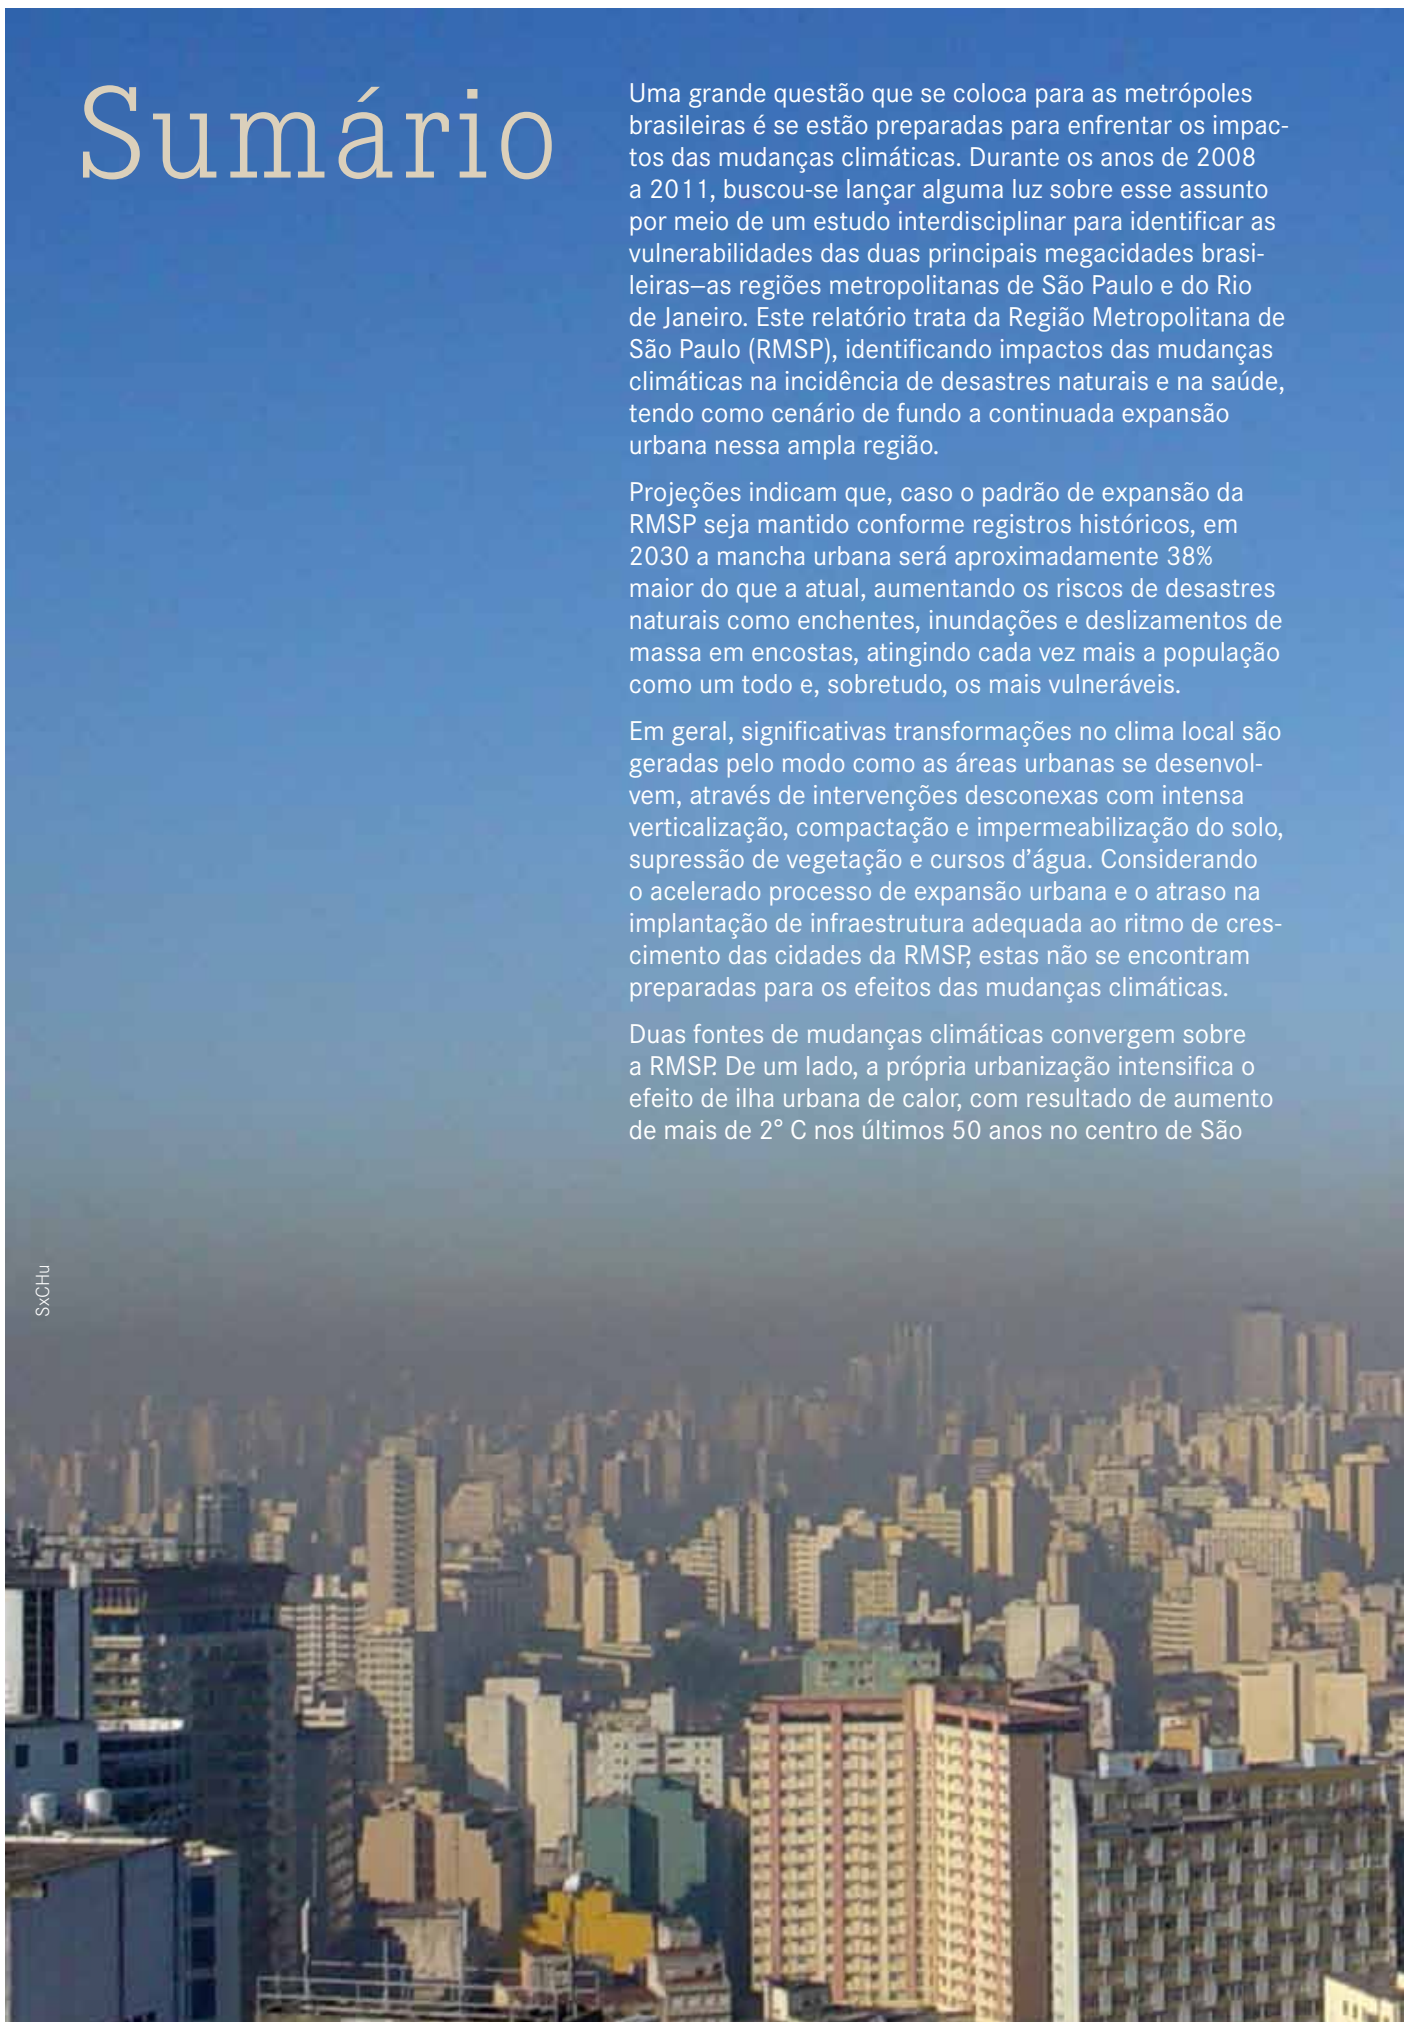 Sumário
Uma grande questão que se coloca para as metrópoles
brasileiras é se estão preparadas para enfrentar os impac-
tos das mudanças climáticas. Durante os anos de 2008
a 2011, buscou-se lançar alguma luz sobre esse assunto
por meio de um estudo interdisciplinar para identificar as
vulnerabilidades das duas principais megacidades brasi-
leiras—as regiões metropolitanas de São Paulo e do Rio
de Janeiro. Este relatório trata da Região Metropolitana de
São Paulo (RMSP), identificando impactos das mudanças
climáticas na incidência de desastres naturais e na saúde,
tendo como cenário de fundo a continuada expansão
urbana nessa ampla região.
Projeções indicam que, caso o padrão de expansão da
RMSP seja mantido conforme registros históricos, em
2030 a mancha urbana será aproximadamente 38%
maior do que a atual, aumentando os riscos de desastres
naturais como enchentes, inundações e deslizamentos de
massa em encostas, atingindo cada vez mais a população
como um todo e, sobretudo, os mais vulneráveis.
Em geral, significativas transformações no clima local são
geradas pelo modo como as áreas urbanas se desenvol-
vem, através de intervenções desconexas com intensa
verticalização, compactação e impermeabilização do solo,
supressão de vegetação e cursos d’água. Considerando
o acelerado processo de expansão urbana e o atraso na
implantação de infraestrutura adequada ao ritmo de cres-
cimento das cidades da RMSP, estas não se encontram
preparadas para os efeitos das mudanças climáticas.
Duas fontes de mudanças climáticas convergem sobre
a RMSP. De um lado, a própria urbanização intensifica o
efeito de ilha urbana de calor, com resultado de aumento
de mais de 2° C nos últimos 50 anos no centro de São
SxCHu